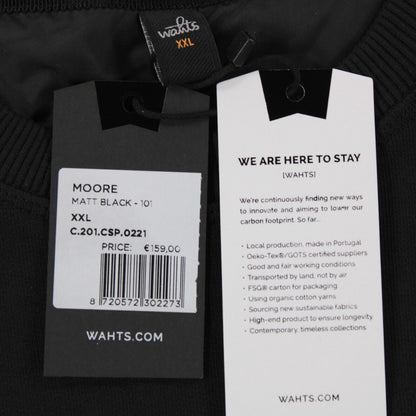 wahts
XXL
MOORE
MATT BLACK - 101
XXL
C.201.CSP.0221
PRICE: €159,00
8 720572 302273
WAHTS.COM
WE ARE HERE TO STAY
[WAHTS]
We're continuously finding new ways
to innovate and aiming to lower our
carbon footprint. So far...
• Local production, made in Portugal
• Oeko-Tex®/GOTS certified suppliers
• Good and fair working conditions
• Transported by land, not by air
• FSG® carton for packaging
• Using organic cotton yarns
• Sourcing new sustainable fabrics
• High-end product to ensure longevity
• Contemporary, timeless collections
WAHTS.COM